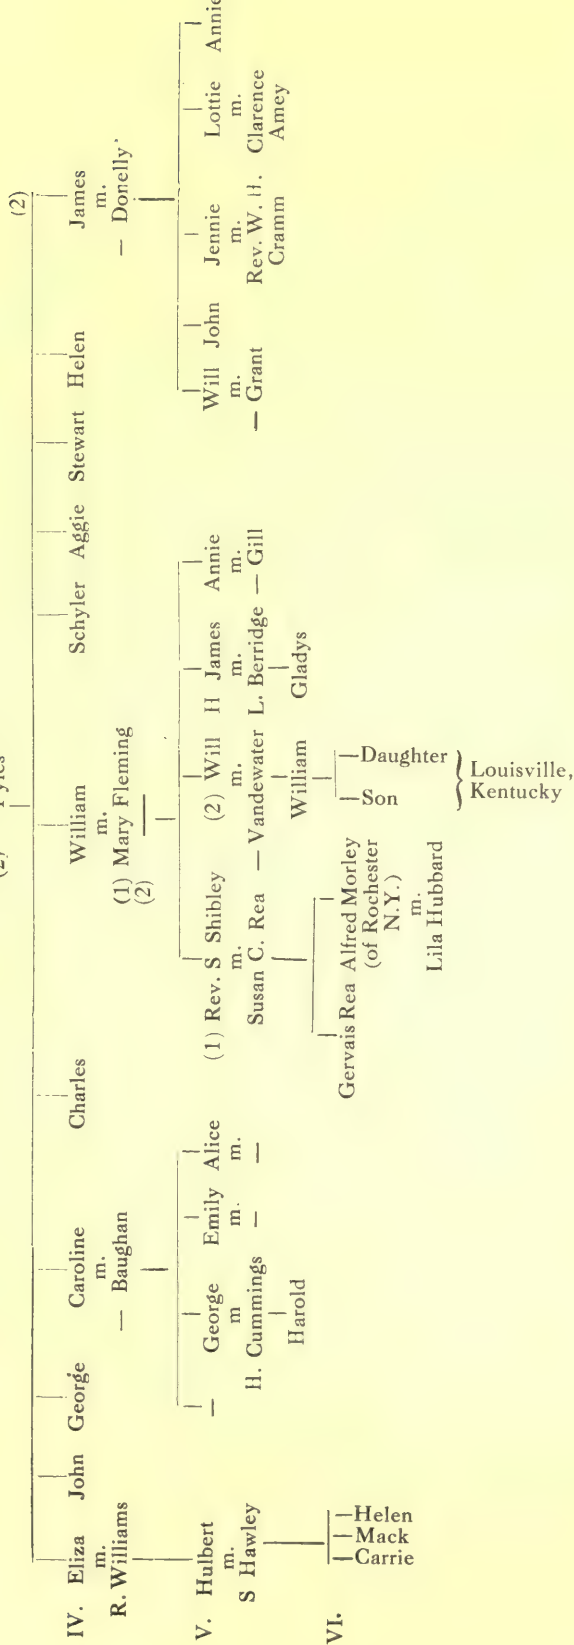 (2) Pyles
(2)
IV. Eliza John George Caroline Charles William Schyler Aggie Stewart Helen James
m. m. m. m.
R. Williams — Baughan (1) Mary Fleming — Donelly
(2)
V. Hulbert — George Emily Alice (1) Rev. S Shibley (2) Will H James Annie Will John Jennie Lottie Annie
m. m m. m. m. m. m. m. m. m. m.
S Hawley H. Cummings — — Susan C. Rea — Vandewater L. Berridge — Gill — Grant Rev. W. H. Clarence
Cramm Amey
Harold William Gladys
VI. —Carrie —Mack —Helen Gervais Rea Alfred Morley —Son —Daughter
(of Rochester Louisville,
N.Y.) Kentucky
m.
Lila Hubbard